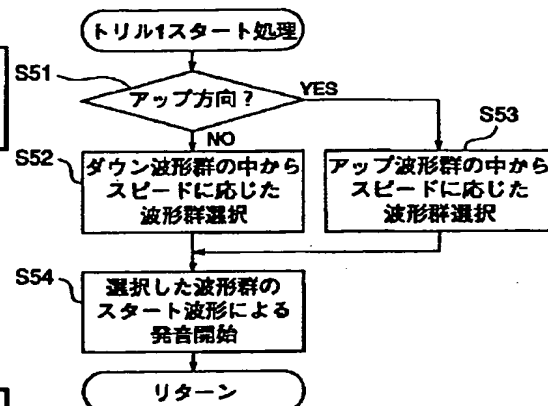 トリル1スタート処理
S51
アップ方向?
YES
NO
S53
S52
ダウン波形群の中から
スピードに応じた
波形群選択
アップ波形群の中から
スピードに応じた
波形群選択
S54
選択した波形群の
スタート波形による
発音開始
リターン